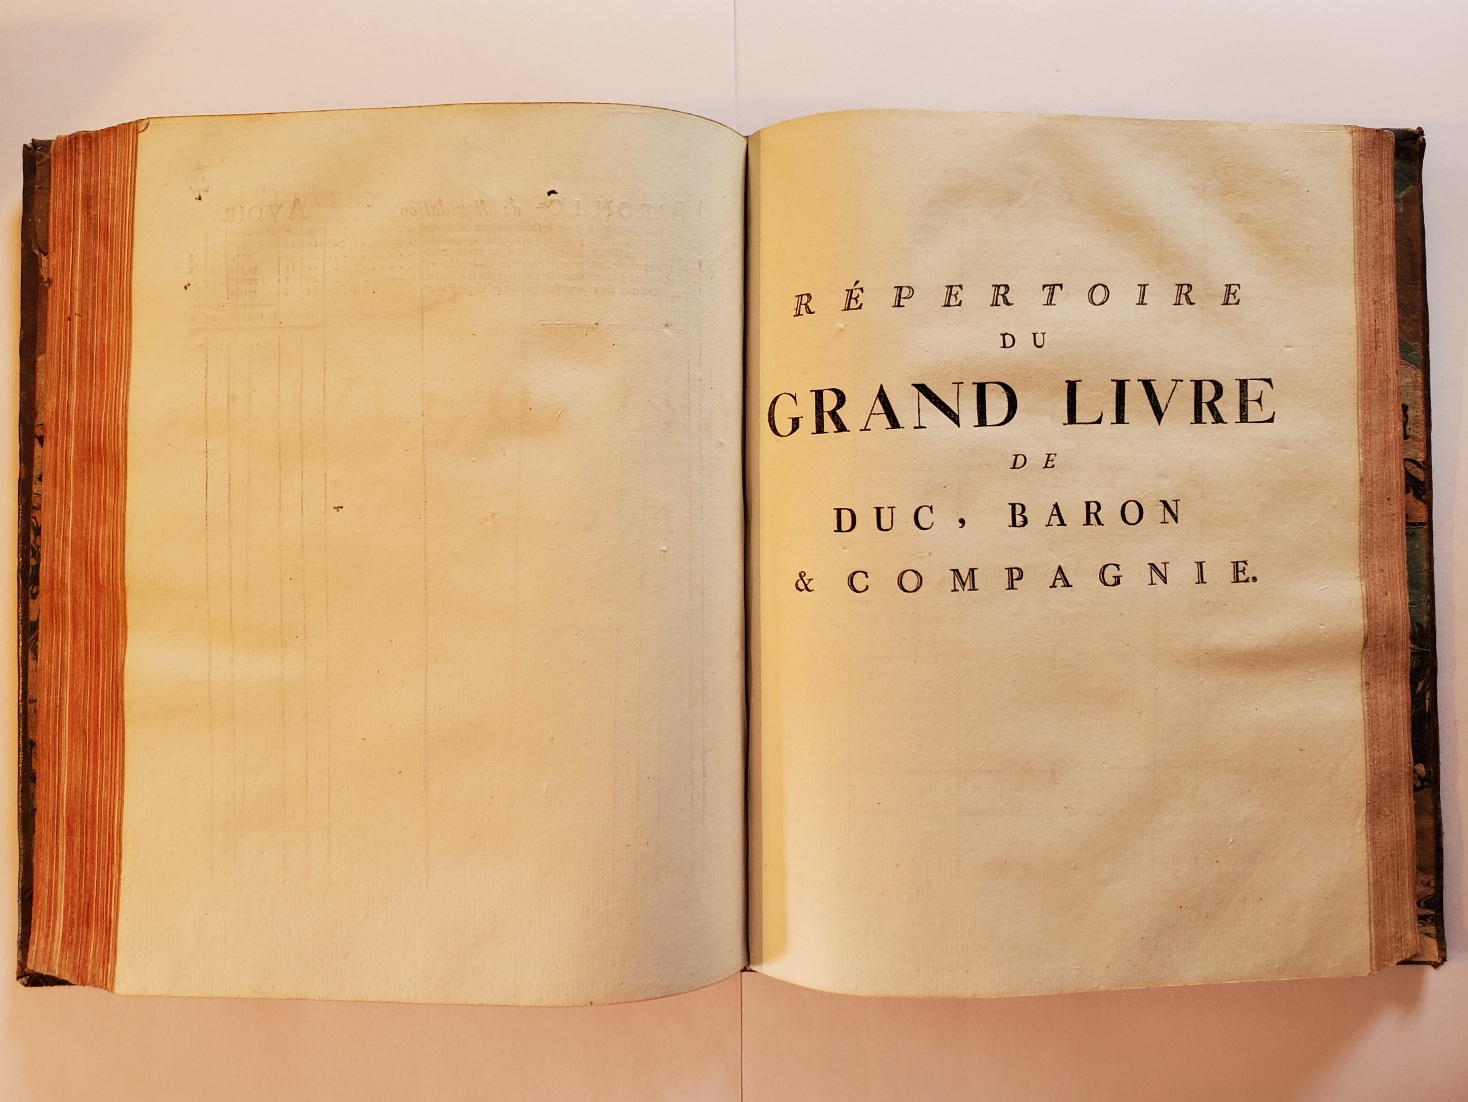 RÉPERTOIRE
DU
GRAND LIVRE
DE
DUC, BARON
& COMPAGNIE.